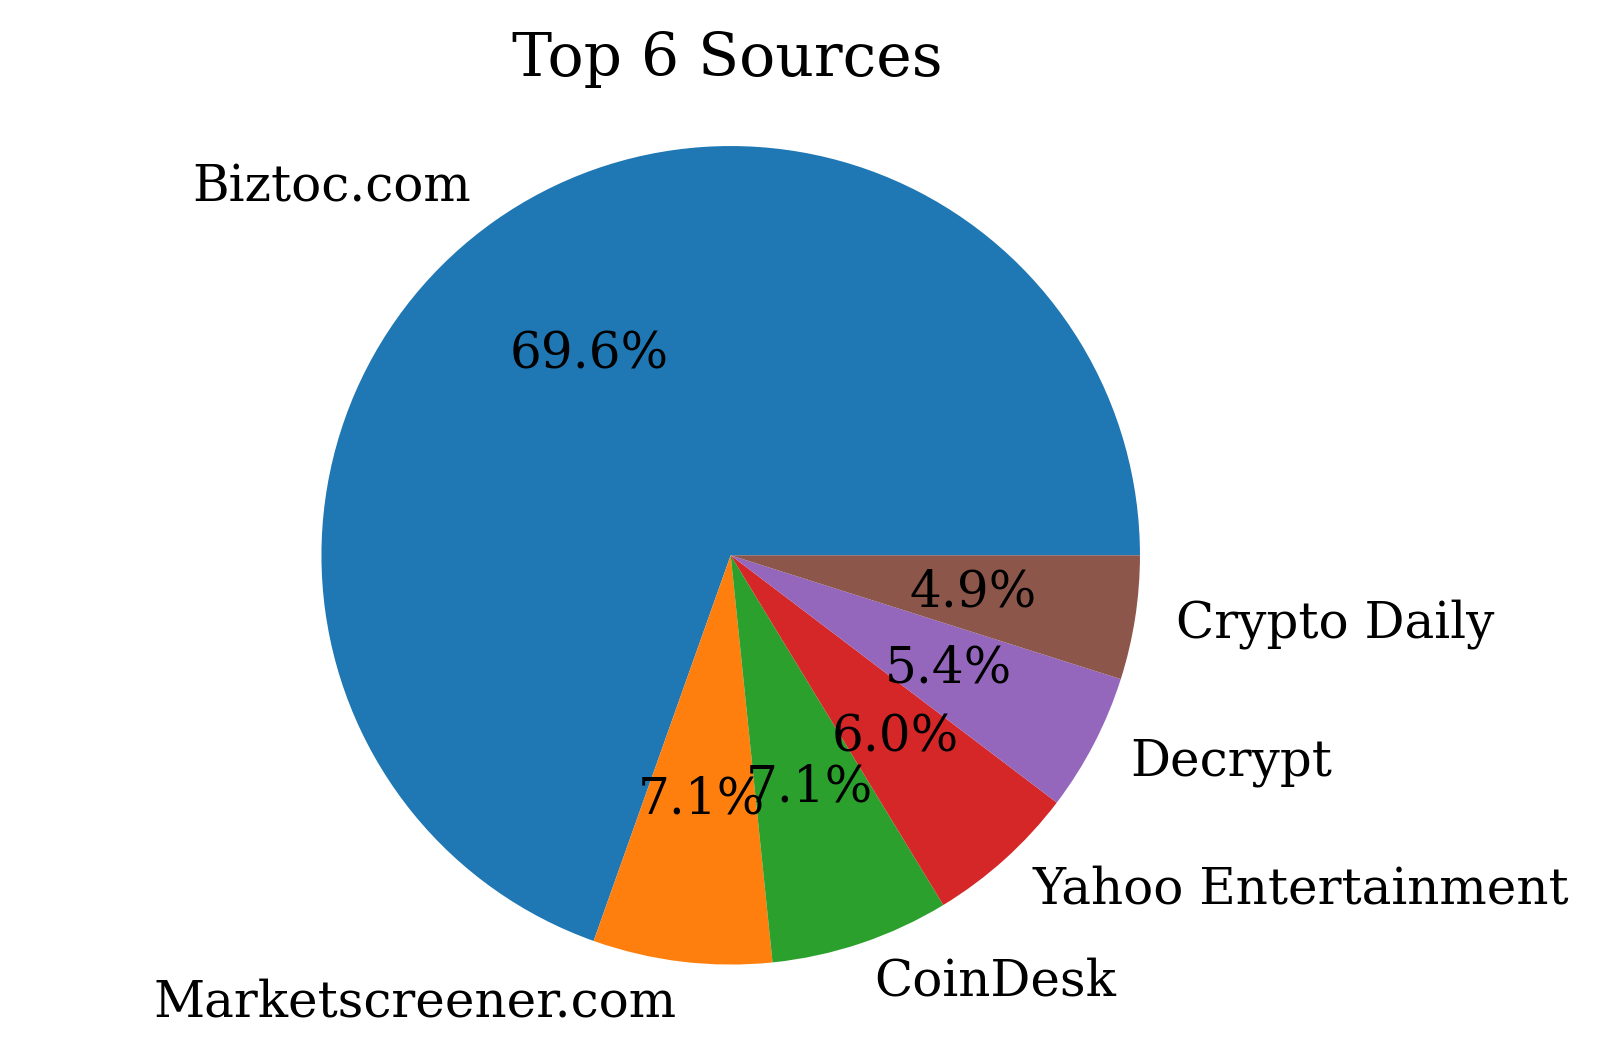 Top 6 Sources
Biztoc.com
69.6%
4.9%
Crypto Daily
5.4%
Decrypt
6.0%
7.1%
7.1%
Yahoo Entertainment
CoinDesk
Marketscreener.com